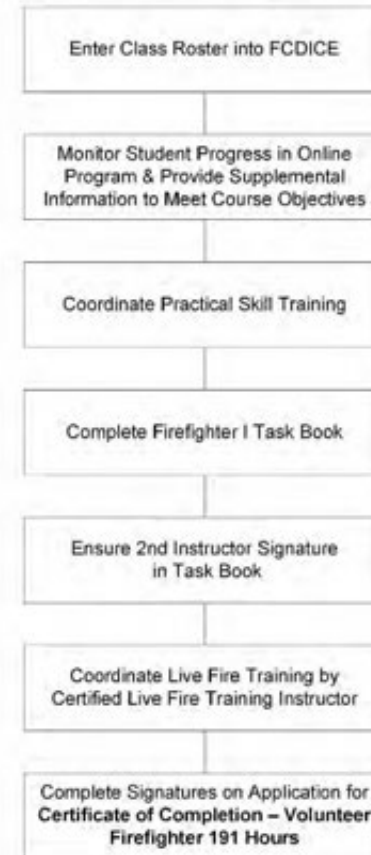 Enter Class Roster into FCDICE
Monitor Student Progress in Online
Program & Provide Supplemental
Information to Meet Course Objectives
Coordinate Practical Skill Training
Complete Firefighter I Task Book
Ensure 2nd Instructor Signature
in Task Book
Coordinate Live Fire Training by
Certified Live Fire Training Instructor
Complete Signatures on Application for
Certificate of Completion – Volunteer
Firefighter 191 Hours